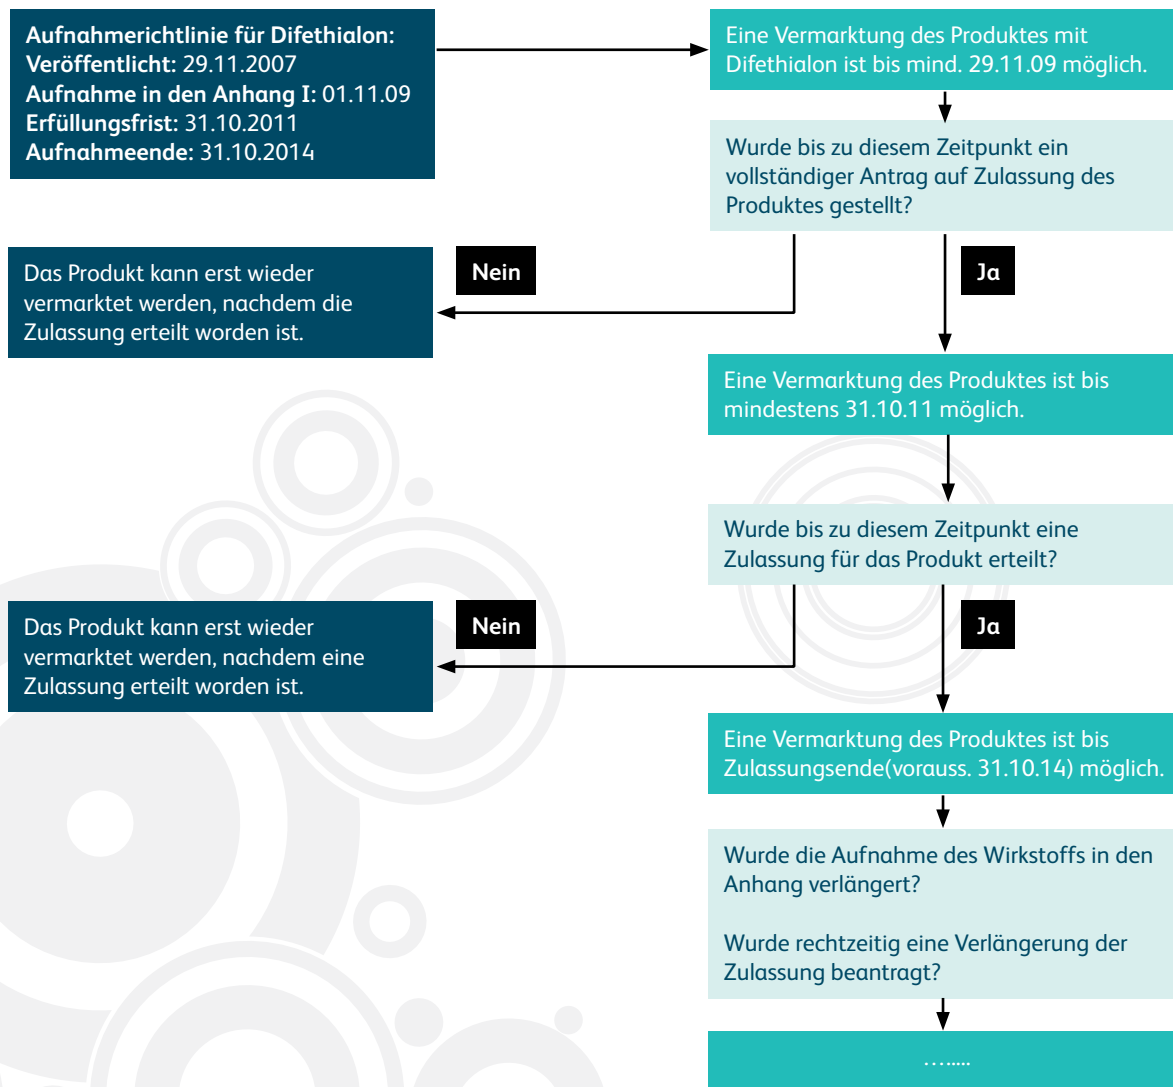 Aufnahmerichtlinie für Difethialon:
Veröffentlicht: 29.11.2007
Aufnahme in den Anhang I: 01.11.09
Erfüllungsfrist: 31.10.2011
Aufnahmeende: 31.10.2014
Eine Vermarktung des Produktes mit
Difethialon ist bis mind. 29.11.09 möglich.
Wurde bis zu diesem Zeitpunkt ein
vollständiger Antrag auf Zulassung des
Produktes gestellt?
Nein
Ja
Das Produkt kann erst wieder
vermarktet werden, nachdem die
Zulassung erteilt worden ist.
Eine Vermarktung des Produktes ist bis
mindestens 31.10.11 möglich.
Wurde bis zu diesem Zeitpunkt eine
Zulassung für das Produkt erteilt?
Nein
Ja
Das Produkt kann erst wieder
vermarktet werden, nachdem eine
Zulassung erteilt worden ist.
Eine Vermarktung des Produktes ist bis
Zulassungsende(vorauss. 31.10.14) möglich.
Wurde die Aufnahme des Wirkstoffs in den
Anhang verlängert?
Wurde rechtzeitig eine Verlängerung der
Zulassung beantragt?
….....